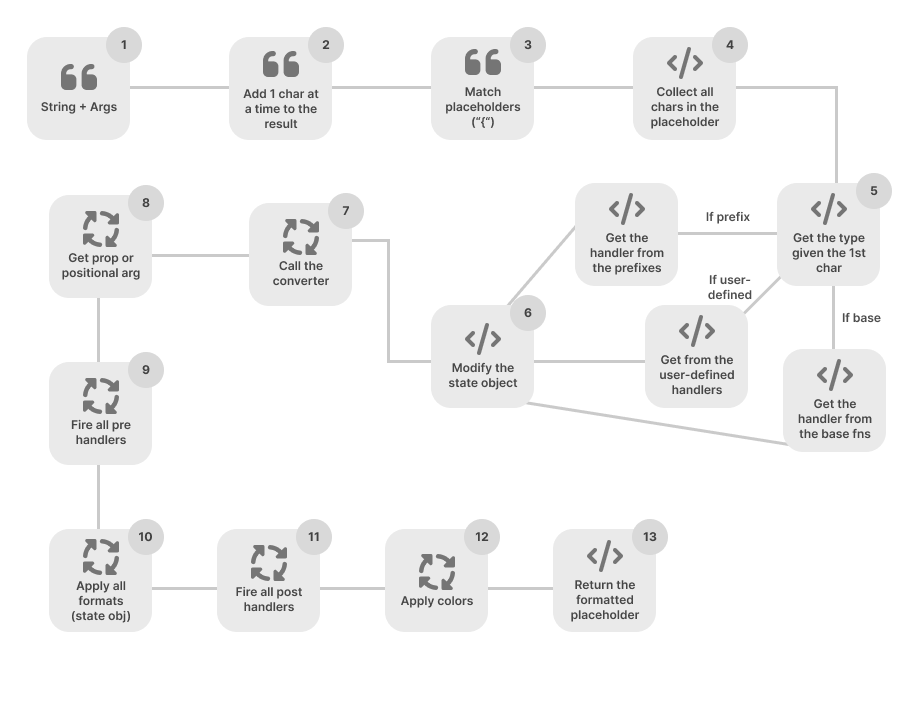 1
String + Args
2
Add 1 char at
a time to the
result
3
Match
placeholders
(“{“)
4
Collect all
chars in the
placeholder
5
Get the type
given the 1st
char
If prefix
Get the
handler from
the prefixes
If user-
defined
Get from the
user-defined
handlers
If base
Get the
handler from
the base fns
6
Modify the
state object
7
Call the
converter
8
Get prop or
positional arg
9
Fire all pre
handlers
10
Apply all
formats
(state obj)
11
Fire all post
handlers
12
Apply colors
13
Return the
formatted
placeholder